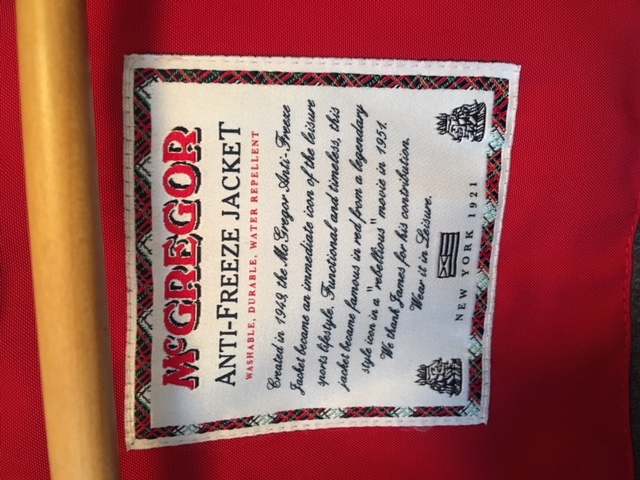 McGREGOR
ANTI-FREEZE JACKET
WASHABLE, DURABLE, WATER REPELLENT
Created in 1949, the McGregor Anti-Freeze
Jacket became an immediate icon of the leisure
sports lifestyle. Functional and timeless, this
jacket became famous in red from a legendary
style icon in a "rebellious" movie in 1951.
We thank James for his contribution.
Wear it in Leisure.
NEW YORK 1921